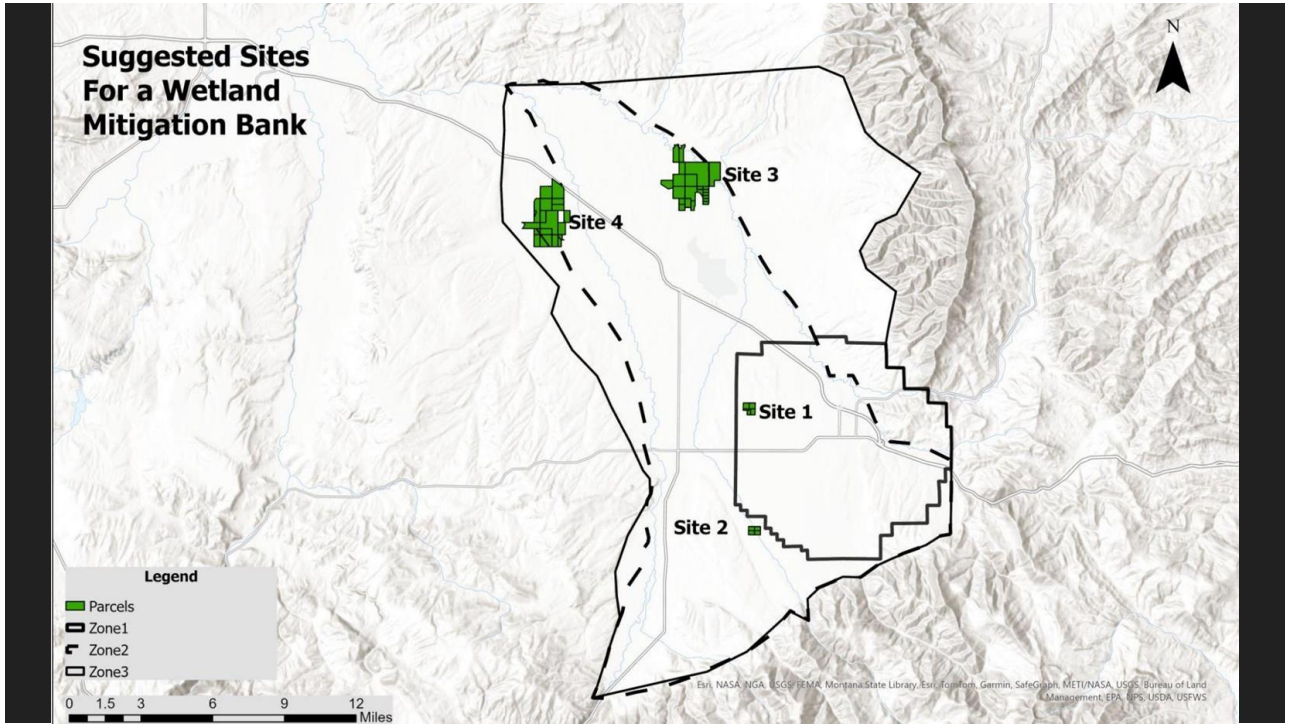 Suggested Sites
For a Wetland
Mitigation Bank
N
Site 3
Site 4
Site 1
Site 2
Legend
Parcels
Zone1
Zone2
Zone3
0 1.5 3 6 9 12
Miles
Esri, NASA, NGA, USGS, FEMA, Montana State Library, Esri, TomTom, Garmin, SafeGraph, METI/NASA, USGS, Bureau of Land
Management, EPA, NPS, USDA, USFWS